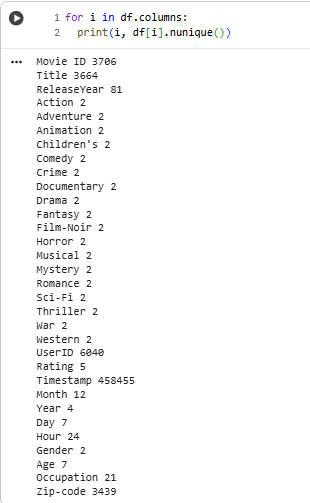 1 for i in df.columns:
2 print(i, df[i].nunique())
Movie ID 3706
Title 3664
ReleaseYear 81
Action 2
Adventure 2
Animation 2
Children's 2
Comedy 2
Crime 2
Documentary 2
Drama 2
Fantasy 2
Film-Noir 2
Horror 2
Musical 2
Mystery 2
Romance 2
Sci-Fi 2
Thriller 2
War 2
Western 2
UserID 6040
Rating 5
Timestamp 458455
Month 12
Year 4
Day 7
Hour 24
Gender 2
Age 7
Occupation 21
Zip-code 3439